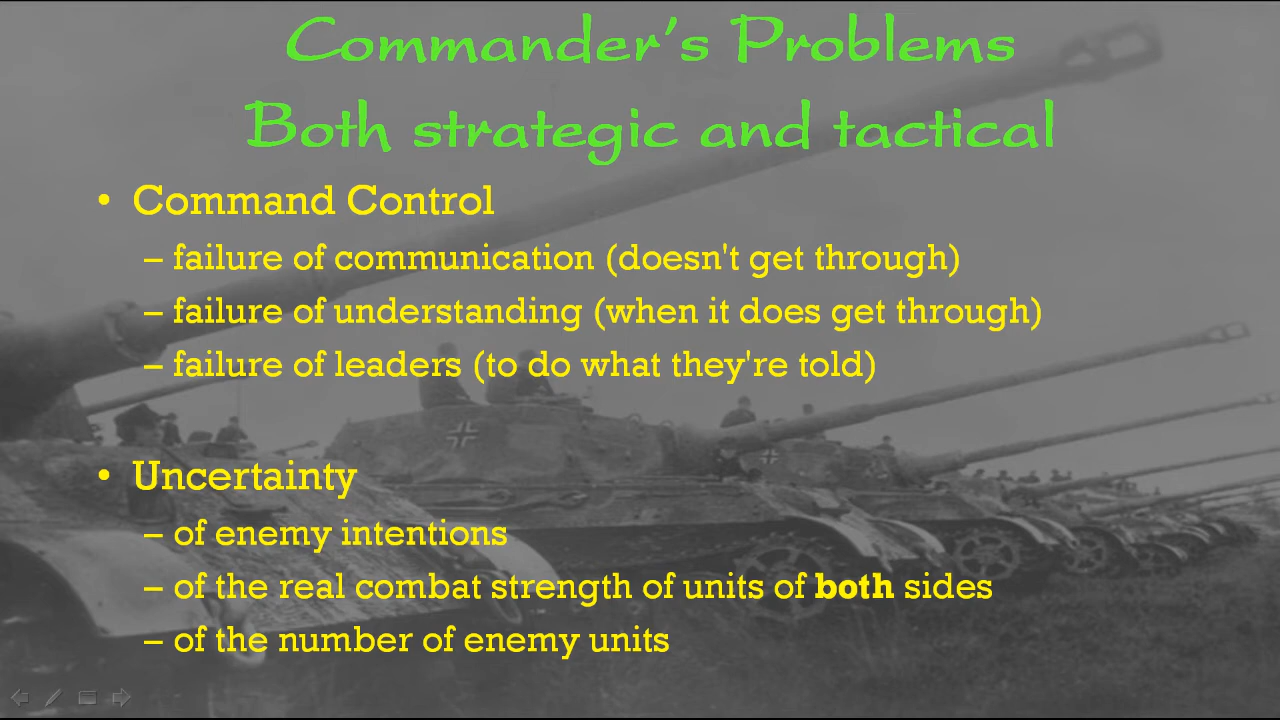 Commander's Problems
Both strategic and tactical
• Command Control
– failure of communication (doesn't get through)
– failure of understanding (when it does get through)
– failure of leaders (to do what they're told)
• Uncertainty
– of enemy intentions
– of the real combat strength of units of both sides
– of the number of enemy units